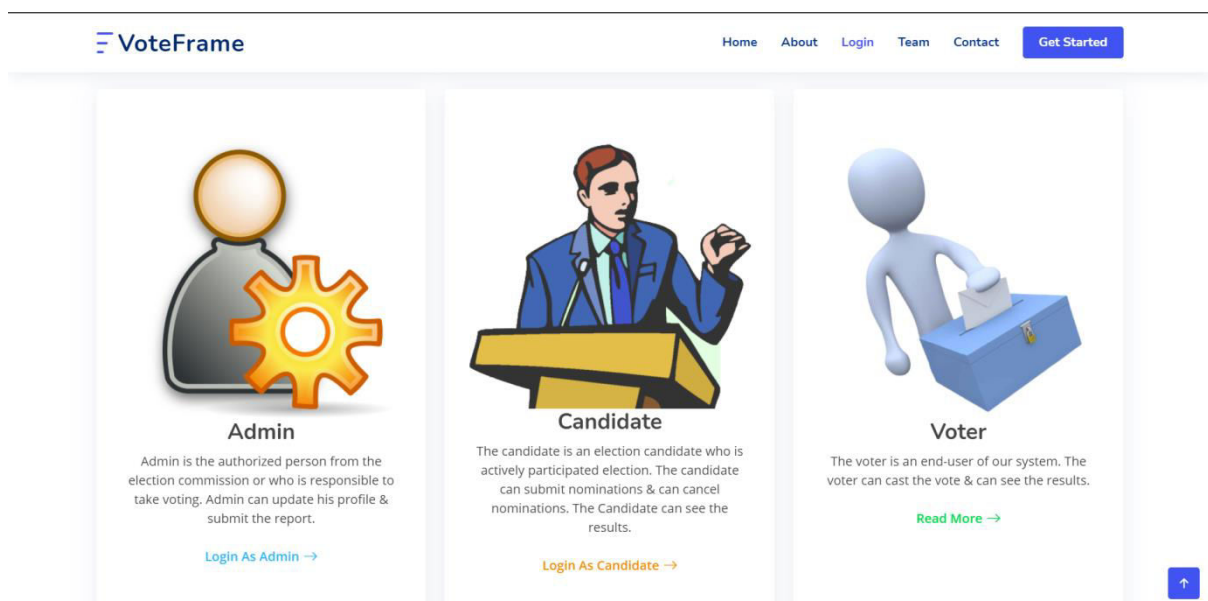 VoteFrame
Home About Login Team Contact Get Started
Admin
Admin is the authorized person from the
election commission or who is responsible to
take voting. Admin can update his profile &
submit the report.
Login As Admin →
Candidate
The candidate is an election candidate who is
actively participated election. The candidate
can submit nominations & can cancel
nominations. The Candidate can see the
results.
Login As Candidate →
Voter
The voter is an end-user of our system. The
voter can cast the vote & can see the results.
Read More →